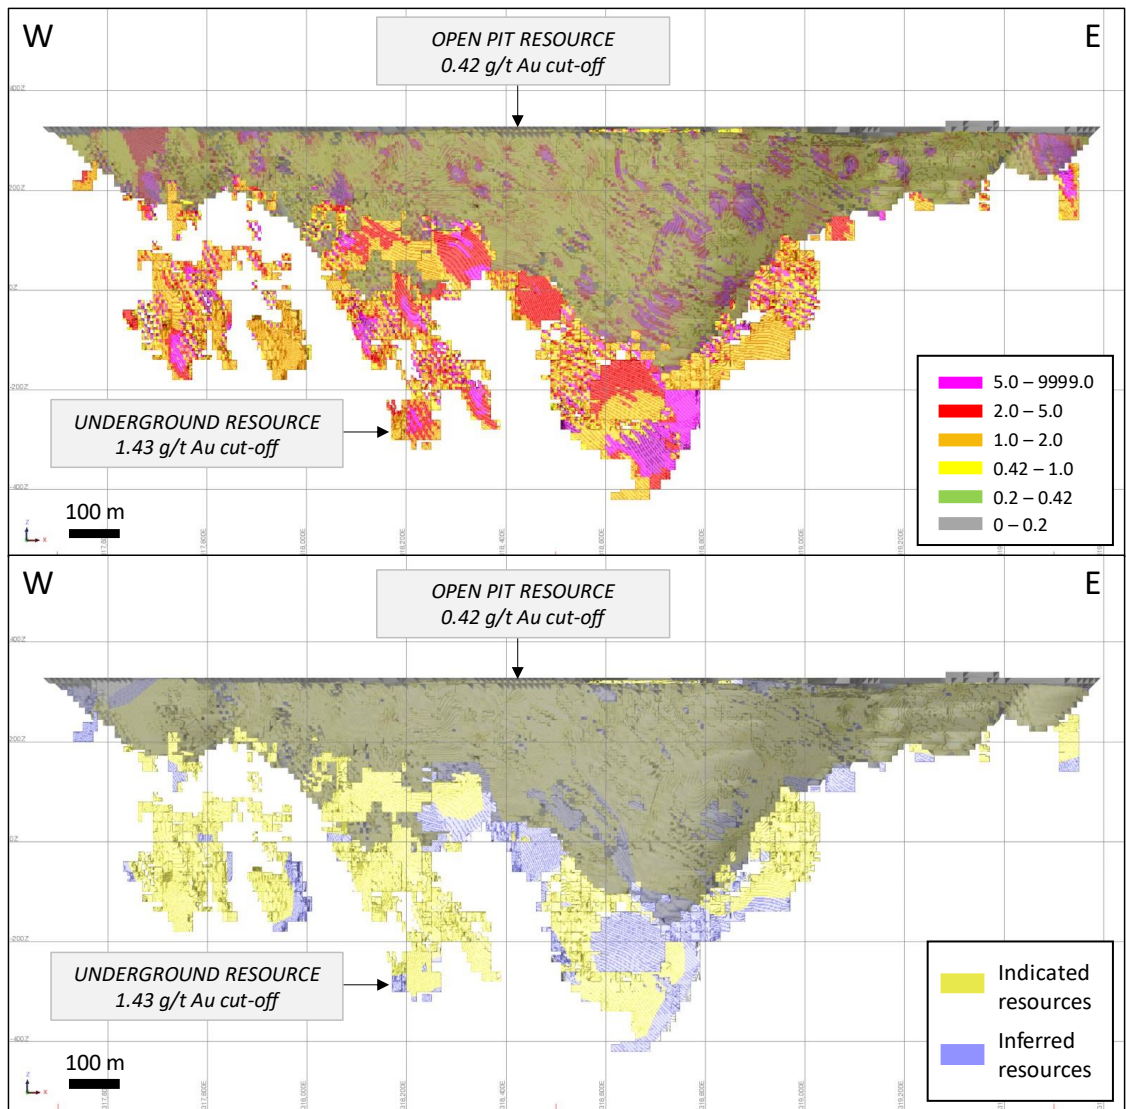 W
E
OPEN PIT RESOURCE
0.42 g/t Au cut-off
UNDERGROUND RESOURCE
1.43 g/t Au cut-off
5.0 – 9999.0
2.0 – 5.0
1.0 – 2.0
0.42 – 1.0
0.2 – 0.42
0 – 0.2
100 m
W
E
OPEN PIT RESOURCE
0.42 g/t Au cut-off
UNDERGROUND RESOURCE
1.43 g/t Au cut-off
Indicated
resources
Inferred
resources
100 m